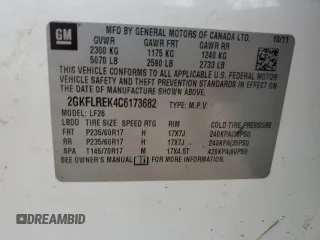 GM
MFD BY GENERAL MOTORS OF CANADA LTD.
10/11
GVWR GAWR FRT GAWR RR
2300 KG 1175 KG 1240 KG
5070 LB 2590 LB 2733 LB
THIS VEHICLE CONFORMS TO ALL APPLICABLE U.S. FEDERAL
MOTOR VEHICLE SAFETY, BUMPER, AND THEFT
PREVENTION STANDARDS IN EFFECT ON THE DATE OF
MANUFACTURE SHOWN ABOVE.
2GKFLREK4C6173682 TYPE: M.P.V.
MODEL: LF26
TIRE SIZE SPEED RTG RIM COLD TIRE PRESSURE
FRT P235/60R17 H 17X7J 240KPA(35PSI)
RR P235/60R17 H 17X7J 240KPA(35PSI)
SPA T145/70R17 M 17X4.5T 420KPA(60PSI)
SEE OWNER'S MANUAL FOR MORE INFORMATION.
DREAMBID